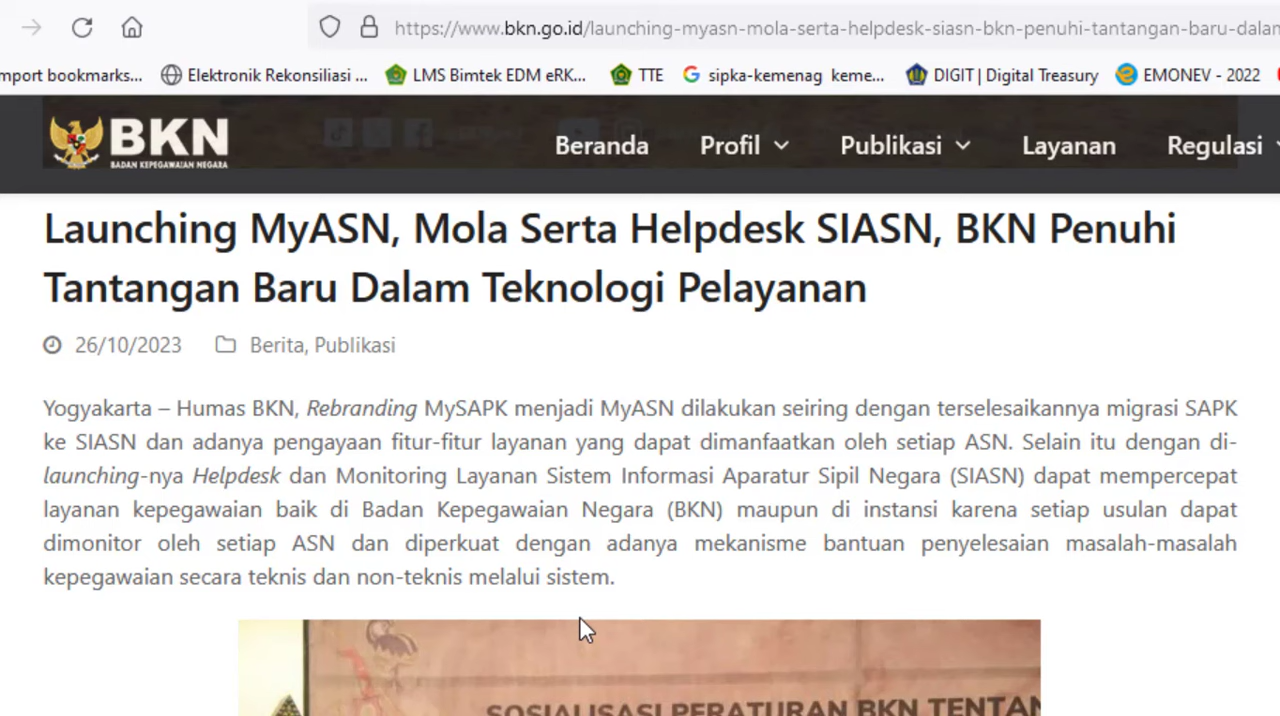 https://www.bkn.go.id/launching-myasn-mola-serta-helpdesk-siasn-bkn-penuhi-tantangan-baru-dalam
mport bookmarks... Elektronik Rekonsiliasi ... LMS Bimtek EDM eRK... TTE sipka-kemenag keme... DIGIT | Digital Treasury EMONEV - 2022
BKN
BADAN KEPEGAWAIAN NEGARA
Beranda Profil Publikasi Layanan Regulasi
Launching MyASN, Mola Serta Helpdesk SIASN, BKN Penuhi
Tantangan Baru Dalam Teknologi Pelayanan
26/10/2023 Berita, Publikasi
Yogyakarta – Humas BKN, Rebranding MySAPK menjadi MyASN dilakukan seiring dengan terselesaikannya migrasi SAPK
ke SIASN dan adanya pengayaan fitur-fitur layanan yang dapat dimanfaatkan oleh setiap ASN. Selain itu dengan di-
launching-nya Helpdesk dan Monitoring Layanan Sistem Informasi Aparatur Sipil Negara (SIASN) dapat mempercepat
layanan kepegawaian baik di Badan Kepegawaian Negara (BKN) maupun di instansi karena setiap usulan dapat
dimonitor oleh setiap ASN dan diperkuat dengan adanya mekanisme bantuan penyelesaian masalah-masalah
kepegawaian secara teknis dan non-teknis melalui sistem.
SOSIALISASI PERATURAN BKN TENTAN